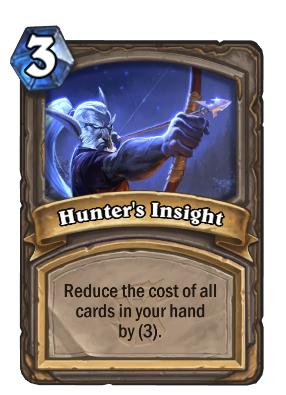 3
Hunter's Insight
Reduce the cost of all
cards in your hand
by (3).